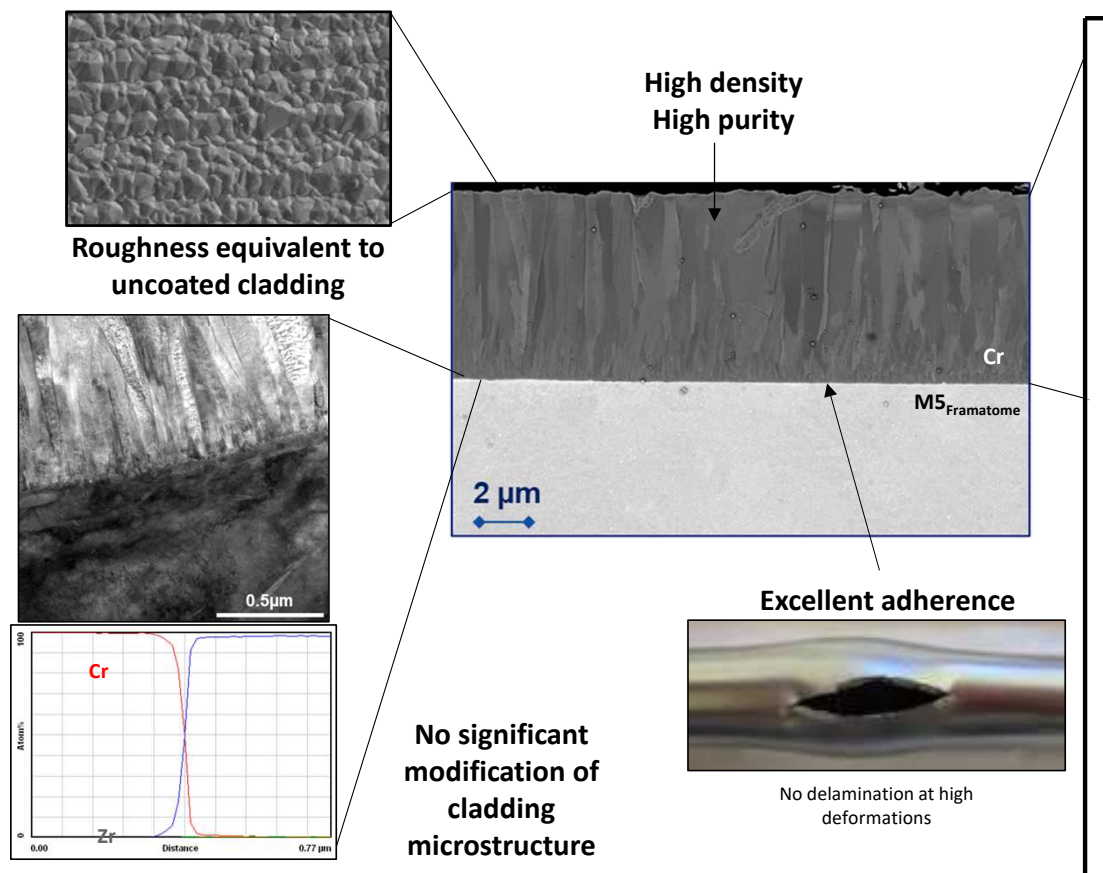 High density
High purity
Roughness equivalent to
uncoated cladding
Cr
M5Framatome
2 µm
0.5µm
Excellent adherence
No delamination at high
deformations
100
Cr
Atom%
0
Zr
0.00
Distance
0.77 µm
No significant
modification of
cladding
microstructure